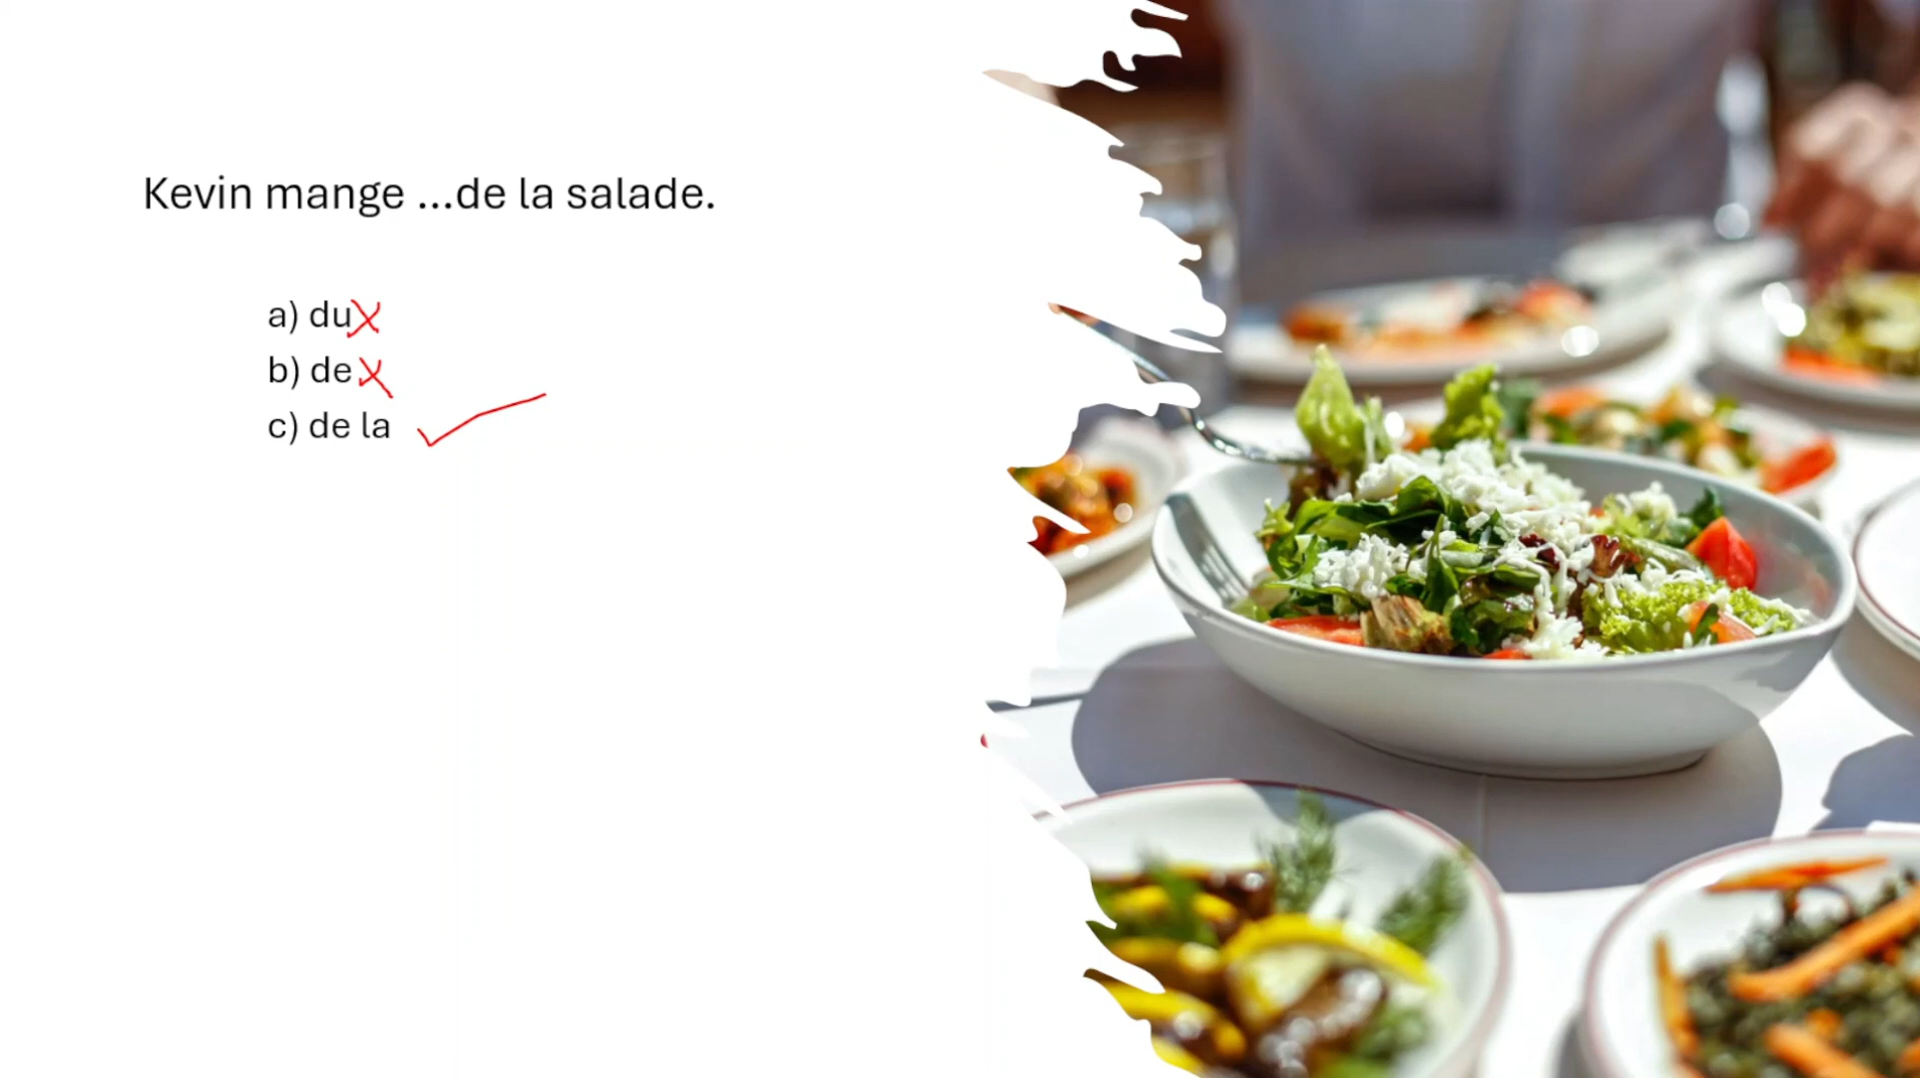 Kevin mange ...de la salade.
a) du
b) de
c) de la